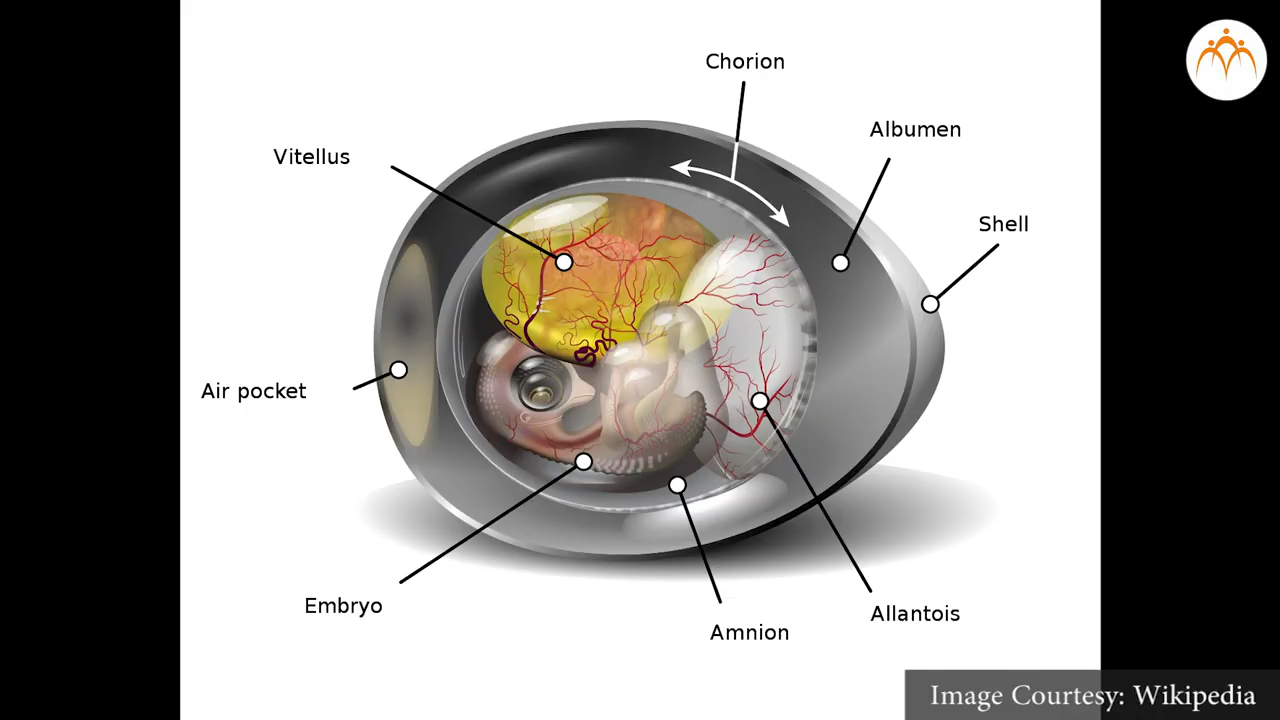 Chorion
Albumen
Vitellus
Shell
Air pocket
Embryo
Allantois
Amnion
Image Courtesy: Wikipedia